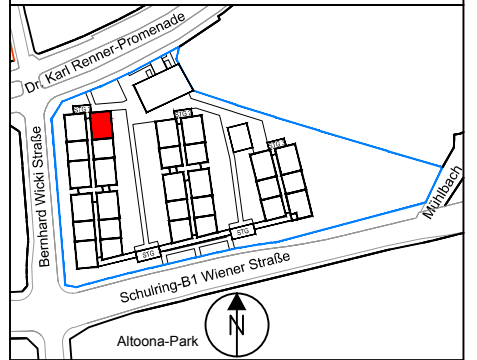 Dr. Karl Renner-Promenade
STG
STG
STG
Bernhard Wicki Straße
Mühlbach
STG
STG
Schulring-B1 Wiener Straße
Altoona-Park
N